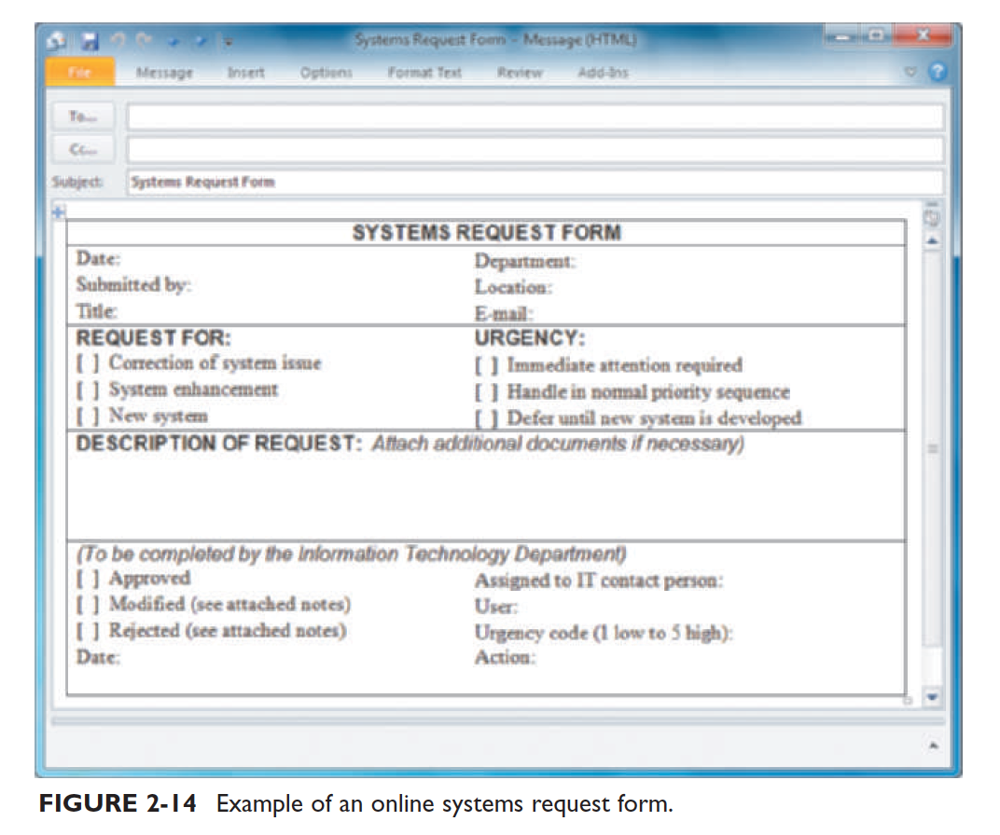 Systems Request Form - Message (HTML)
File Message Insert Options Format Text Review Add-Ins
To...
Cc...
Subject: Systems Request Form
SYSTEMS REQUEST FORM
Date: Department:
Submitted by: Location:
Title: E-mail:
REQUEST FOR: URGENCY:
[ ] Correction of system issue [ ] Immediate attention required
[ ] System enhancement [ ] Handle in normal priority sequence
[ ] New system [ ] Defer until new system is developed
DESCRIPTION OF REQUEST: Attach additional documents if necessary)
(To be completed by the Information Technology Department)
[ ] Approved Assigned to IT contact person:
[ ] Modified (see attached notes) User:
[ ] Rejected (see attached notes) Urgency code (1 low to 5 high):
Date: Action:
FIGURE 2-14 Example of an online systems request form.